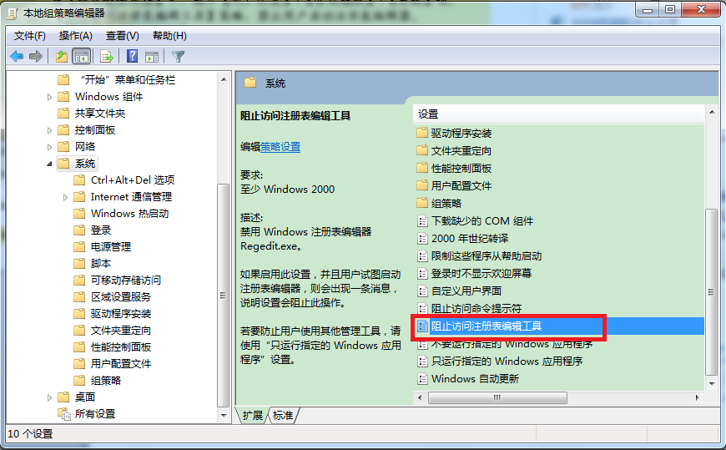 本地组策略编辑器
文件(F) 操作(A) 查看(V) 帮助(H)
“开始”菜单和任务栏
Windows 组件
共享文件夹
控制面板
网络
系统
Ctrl+Alt+Del 选项
Internet 通信管理
Windows 热启动
登录
电源管理
脚本
可移动存储访问
区域设置服务
驱动程序安装
文件夹重定向
性能控制面板
用户配置文件
组策略
桌面
所有设置
系统
阻止访问注册表编辑工具
编辑策略设置
要求:
至少 Windows 2000
描述:
禁用 Windows 注册表编辑器
Regedit.exe。
如果启用此设置，并且用户试图启动
注册表编辑器，则会出现一条消息，
说明设置会阻止此操作。
若要防止用户使用其他管理工具，请
使用“只运行指定的 Windows 应用
程序”设置。
设置
驱动程序安装
文件夹重定向
性能控制面板
用户配置文件
组策略
下载缺少的 COM 组件
2000 年世纪转译
限制这些程序从帮助启动
登录时不显示欢迎屏幕
自定义用户界面
阻止访问命令提示符
阻止访问注册表编辑工具
不要运行指定的 Windows 应用程序
只运行指定的 Windows 应用程序
Windows 自动更新
扩展 标准
10 个设置